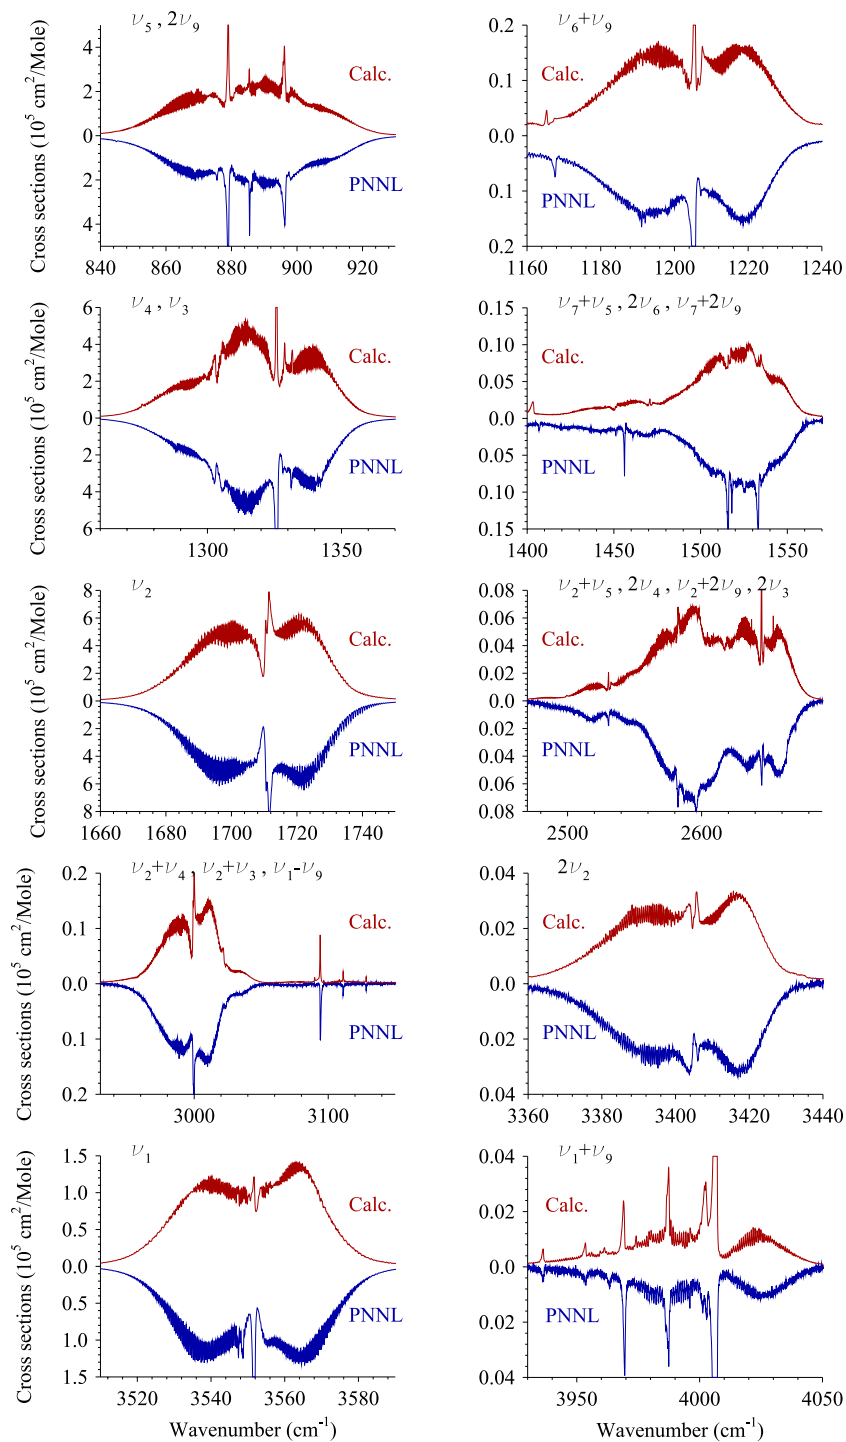 ν5 , 2ν9
Cross sections (10^5 cm^2/Mole)
4
2
0
2
4
Calc.
PNNL
840 860 880 900 920
ν6+ν9
0.2
0.1
0.0
0.1
0.2
Calc.
PNNL
1160 1180 1200 1220 1240
ν4 , ν3
Cross sections (10^5 cm^2/Mole)
6
4
2
0
2
4
6
Calc.
PNNL
1300 1350
ν7+ν5 , 2ν6 , ν7+2ν9
0.15
0.10
0.05
0.00
0.05
0.10
0.15
Calc.
PNNL
1400 1450 1500 1550
ν2
Cross sections (10^5 cm^2/Mole)
8
6
4
2
0
2
4
6
8
Calc.
PNNL
1660 1680 1700 1720 1740
ν2+ν5 , 2ν4 , ν2+2ν9 , 2ν3
0.08
0.06
0.04
0.02
0.0
0.02
0.04
0.06
0.08
Calc.
PNNL
2500 2600
ν2+ν4 , ν2+ν3 , ν1-ν9
Cross sections (10^5 cm^2/Mole)
0.2
0.1
0.0
0.1
0.2
Calc.
PNNL
3000 3100
2ν2
0.04
0.02
0.0
0.02
0.04
Calc.
PNNL
3360 3380 3400 3420 3440
ν1
Cross sections (10^5 cm^2/Mole)
1.5
1.0
0.5
0.0
0.5
1.0
1.5
Calc.
PNNL
3520 3540 3560 3580
Wavenumber (cm^-1)
ν1+ν9
0.04
0.02
0.0
0.02
0.04
Calc.
PNNL
3950 4000 4050
Wavenumber (cm^-1)